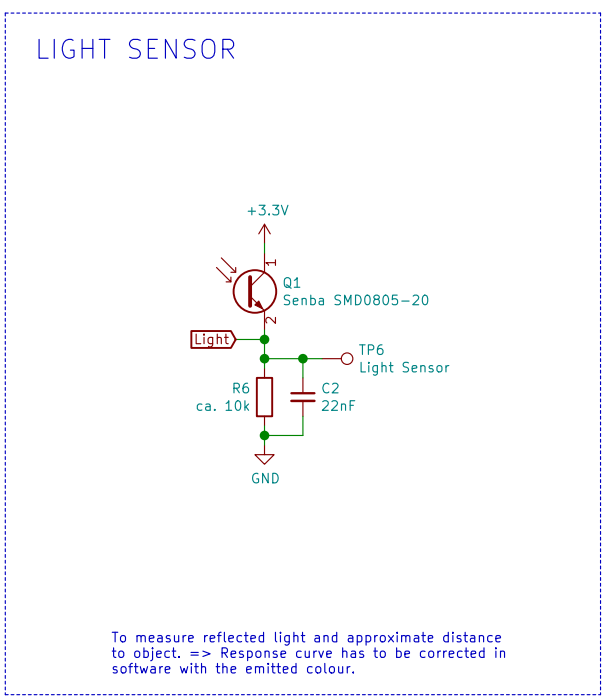 LIGHT SENSOR
+3.3V
1
Q1
Senba SMD0805-20
2
Light
TP6
Light Sensor
R6
ca. 10k
C2
22nF
GND
To measure reflected light and approximate distance
to object. => Response curve has to be corrected in
software with the emitted colour.